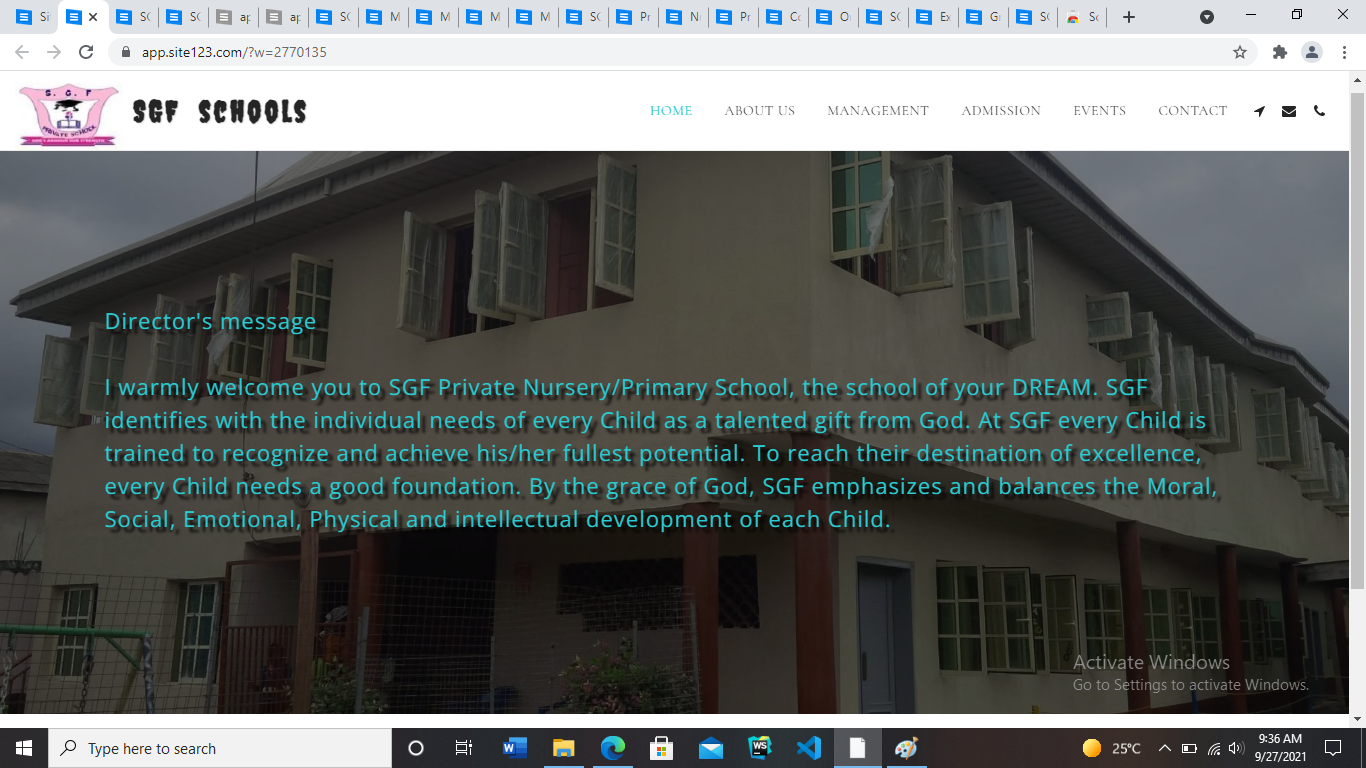 Si
SC
SC
ap
ap
SC
M
M
M
M
SC
Pr
Pr
Co
SC
Ex
SC
Sc
app.site123.com/?w=2770135
S. G. F
PRIVATE SCHOOL
SGF SCHOOLS
HOME
ABOUT US
MANAGEMENT
ADMISSION
EVENTS
CONTACT
Director's message
I warmly welcome you to SGF Private Nursery/Primary School, the school of your DREAM. SGF
identifies with the individual needs of every Child as a talented gift from God. At SGF every Child is
trained to recognize and achieve his/her fullest potential. To reach their destination of excellence,
every Child needs a good foundation. By the grace of God, SGF emphasizes and balances the Moral,
Social, Emotional, Physical and intellectual development of each Child.
Activate Windows
Go to Settings to activate Windows.
Type here to search
W
WS
25°C
9:36 AM
9/27/2021